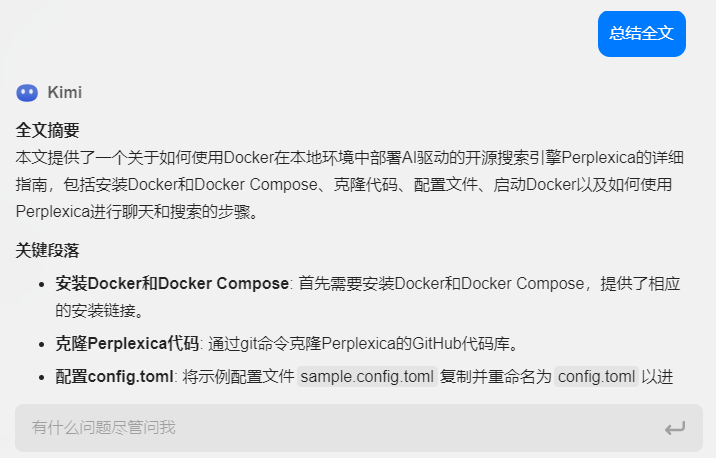 总结全文
Kimi
全文摘要
本文提供了一个关于如何使用Docker在本地环境中部署AI驱动的开源搜索引擎Perplexica的详细
指南，包括安装Docker和Docker Compose、克隆代码、配置文件、启动Docker以及如何使用
Perplexica进行聊天和搜索的步骤。
关键段落
• 安装Docker和Docker Compose: 首先需要安装Docker和Docker Compose，提供了相应
的安装链接。
• 克隆Perplexica代码: 通过git命令克隆Perplexica的GitHub代码库。
• 配置config.toml: 将示例配置文件 sample.config.toml 复制并重命名为 config.toml 以进
有什么问题尽管问我